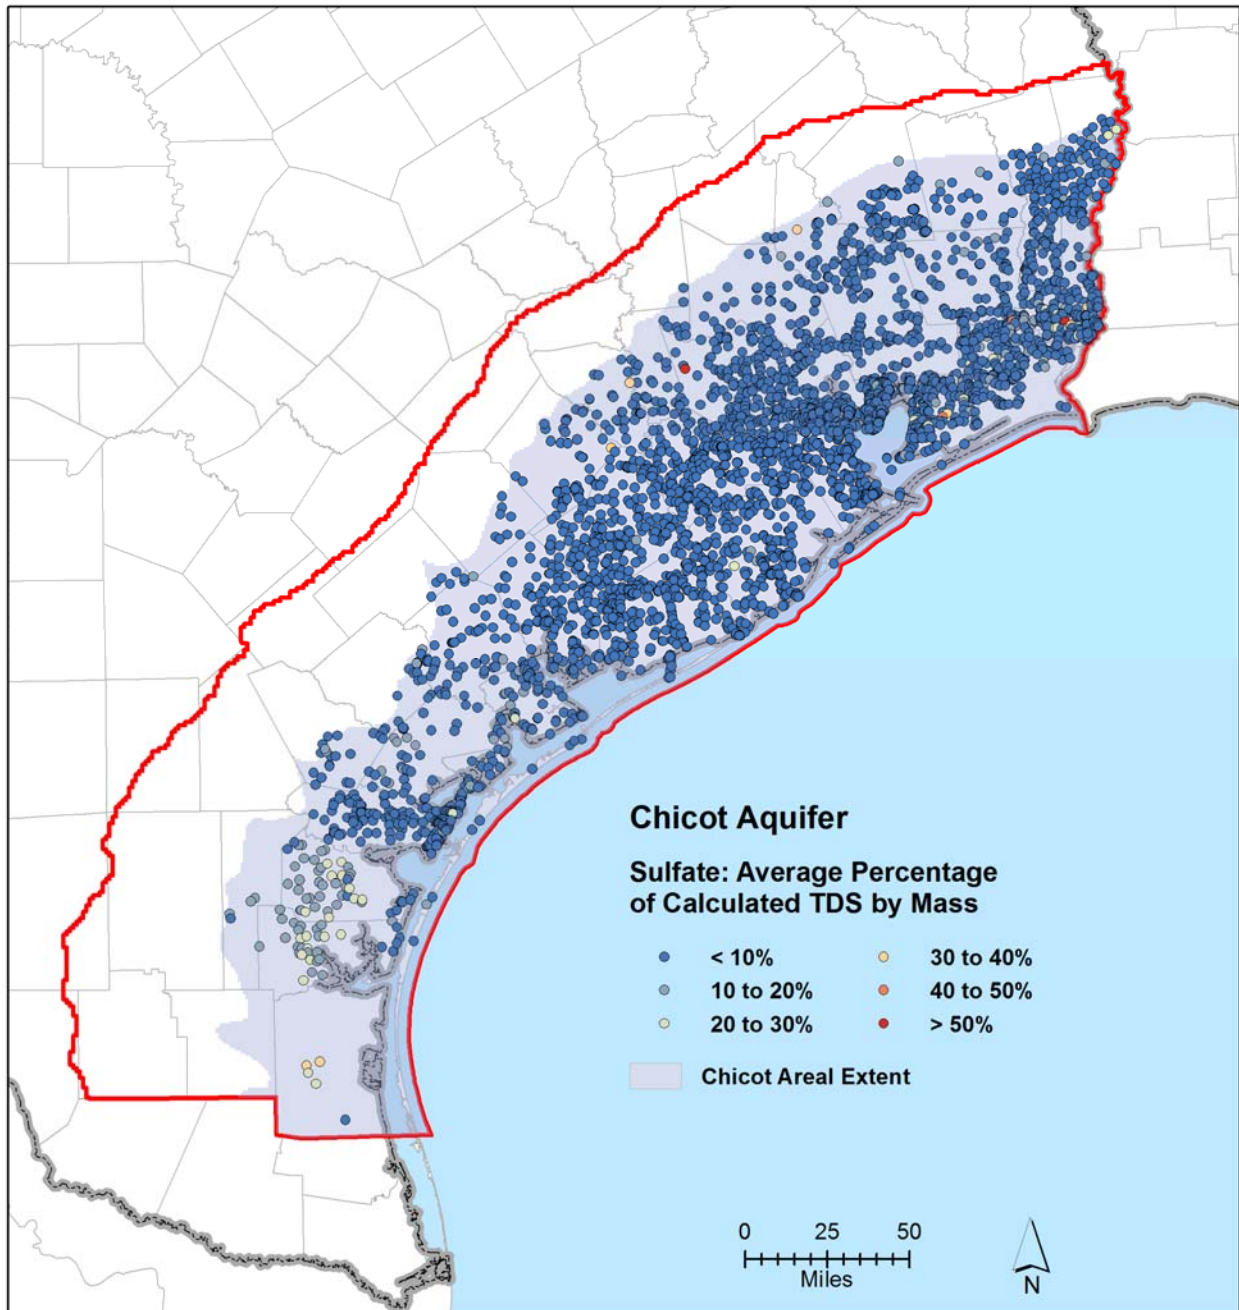 Chicot Aquifer
Sulfate: Average Percentage
of Calculated TDS by Mass
< 10%
30 to 40%
10 to 20%
40 to 50%
20 to 30%
> 50%
Chicot Areal Extent
0 25 50
Miles
N